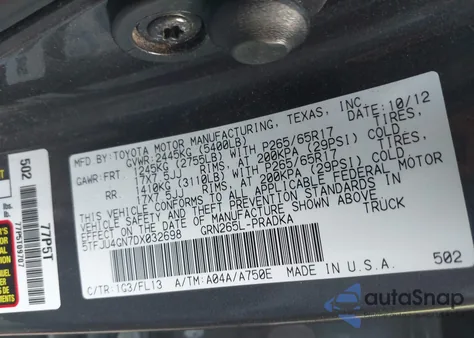 MFD BY: TOYOTA MOTOR MANUFACTURING, TEXAS, INC. DATE: 10/12
GVWR: 2445KG (5400LB)
GAWR: FRT. 1245KG (2755LB) WITH P265/65R17 TIRES,
17X7.5JJ RIMS, AT 200KPA (29PSI) COLD.
RR. 1410KG (3110LB) WITH P265/65R17 TIRES,
17X7.5JJ RIMS, AT 200KPA (29PSI) COLD.
THIS VEHICLE CONFORMS TO ALL APPLICABLE FEDERAL MOTOR
VEHICLE SAFETY AND THEFT PREVENTION STANDARDS IN
EFFECT ON THE DATE OF MANUFACTURE SHOWN ABOVE.
5TFJU4GN7DX032698 GRN265L-PRADKA TRUCK
C/TR: 1G3/FL13 A/TM: A04A/A750E MADE IN U.S.A. 502
502
77P5T
autoSnap